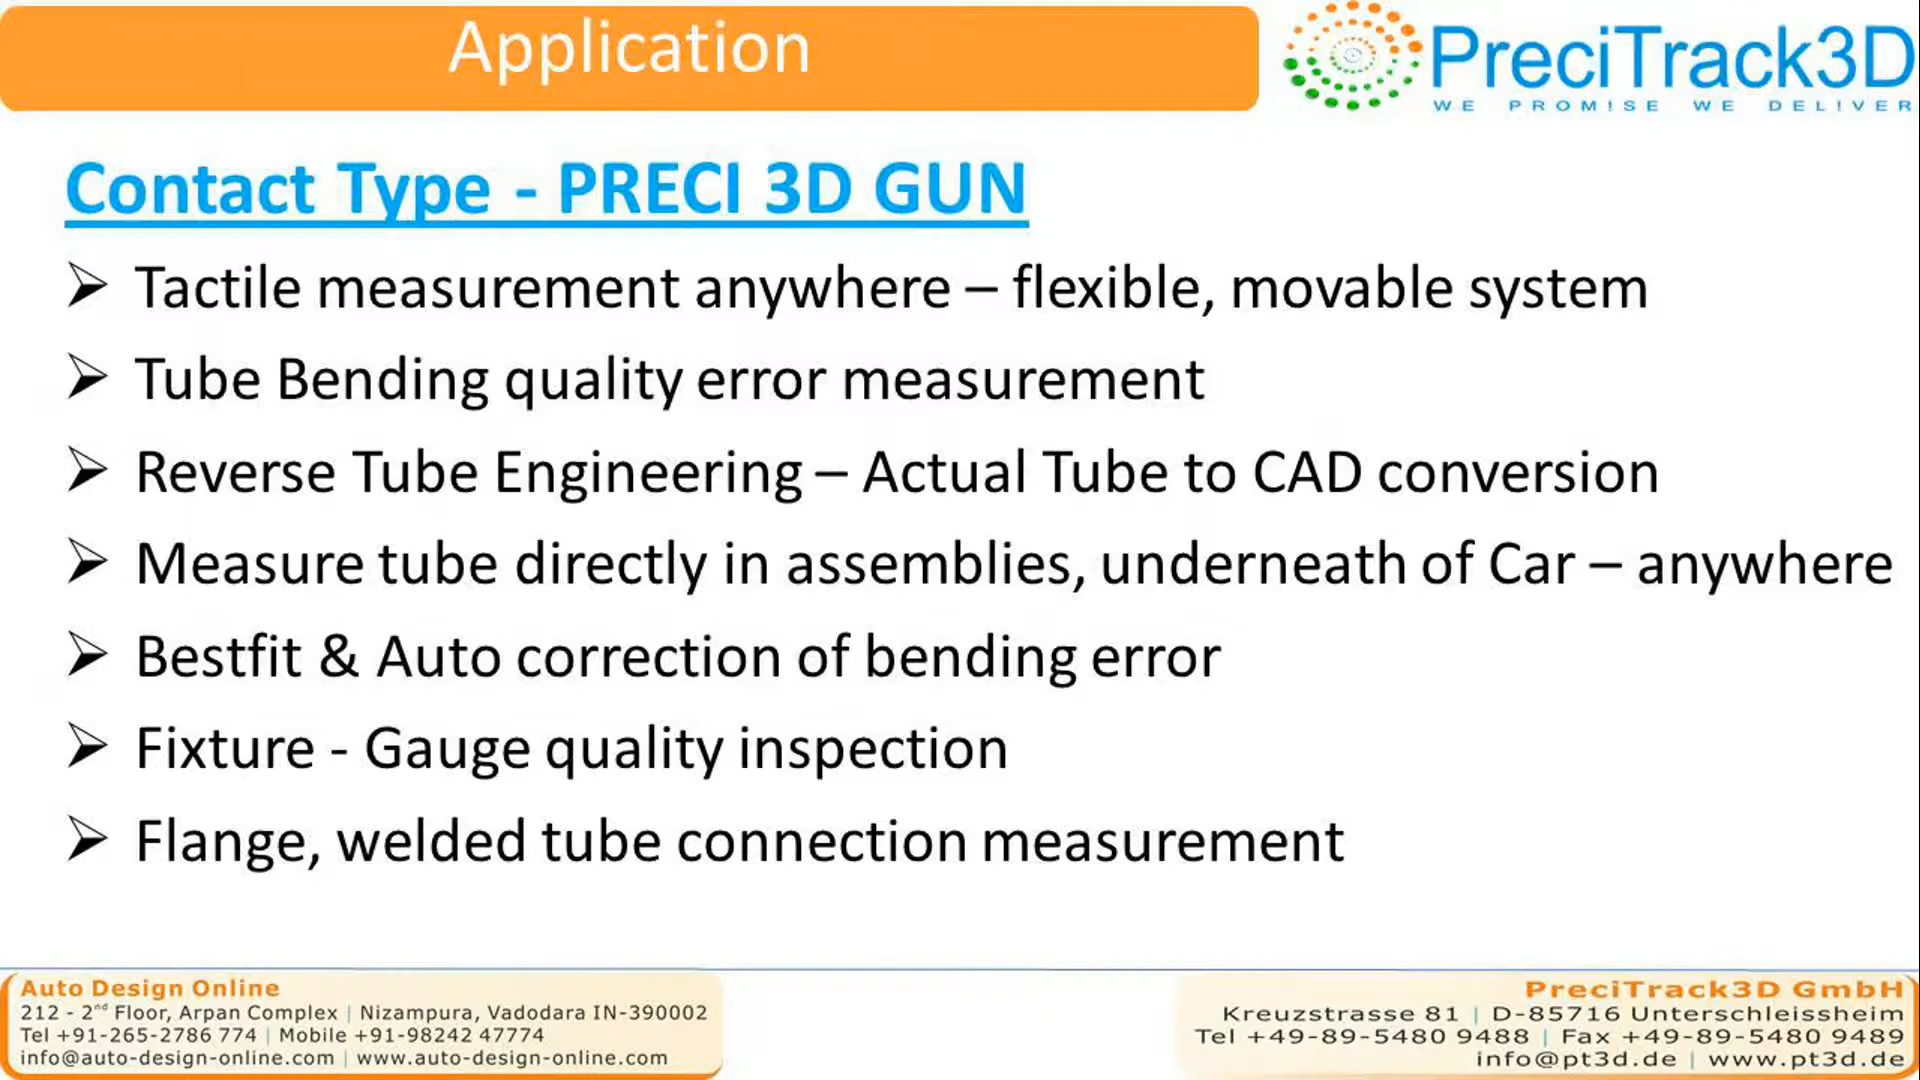 Application
PreciTrack3D
WE PROM!SE WE DEL!VER
Contact Type - PRECI 3D GUN
➢ Tactile measurement anywhere – flexible, movable system
➢ Tube Bending quality error measurement
➢ Reverse Tube Engineering – Actual Tube to CAD conversion
➢ Measure tube directly in assemblies, underneath of Car – anywhere
➢ Bestfit & Auto correction of bending error
➢ Fixture - Gauge quality inspection
➢ Flange, welded tube connection measurement
Auto Design Online
212 - 2nd Floor, Arpan Complex | Nizampura, Vadodara IN-390002
Tel +91-265-2786 774 | Mobile +91-98242 47774
info@auto-design-online.com | www.auto-design-online.com
PreciTrack3D GmbH
Kreuzstrasse 81 | D-85716 Unterschleissheim
Tel +49-89-5480 9488 | Fax +49-89-5480 9489
info@pt3d.de | www.pt3d.de